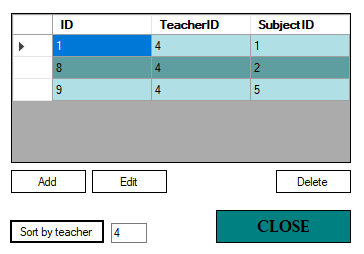 ID TeacherID SubjectID
1 4 1
8 4 2
9 4 5
Add Edit Delete
Sort by teacher 4 CLOSE